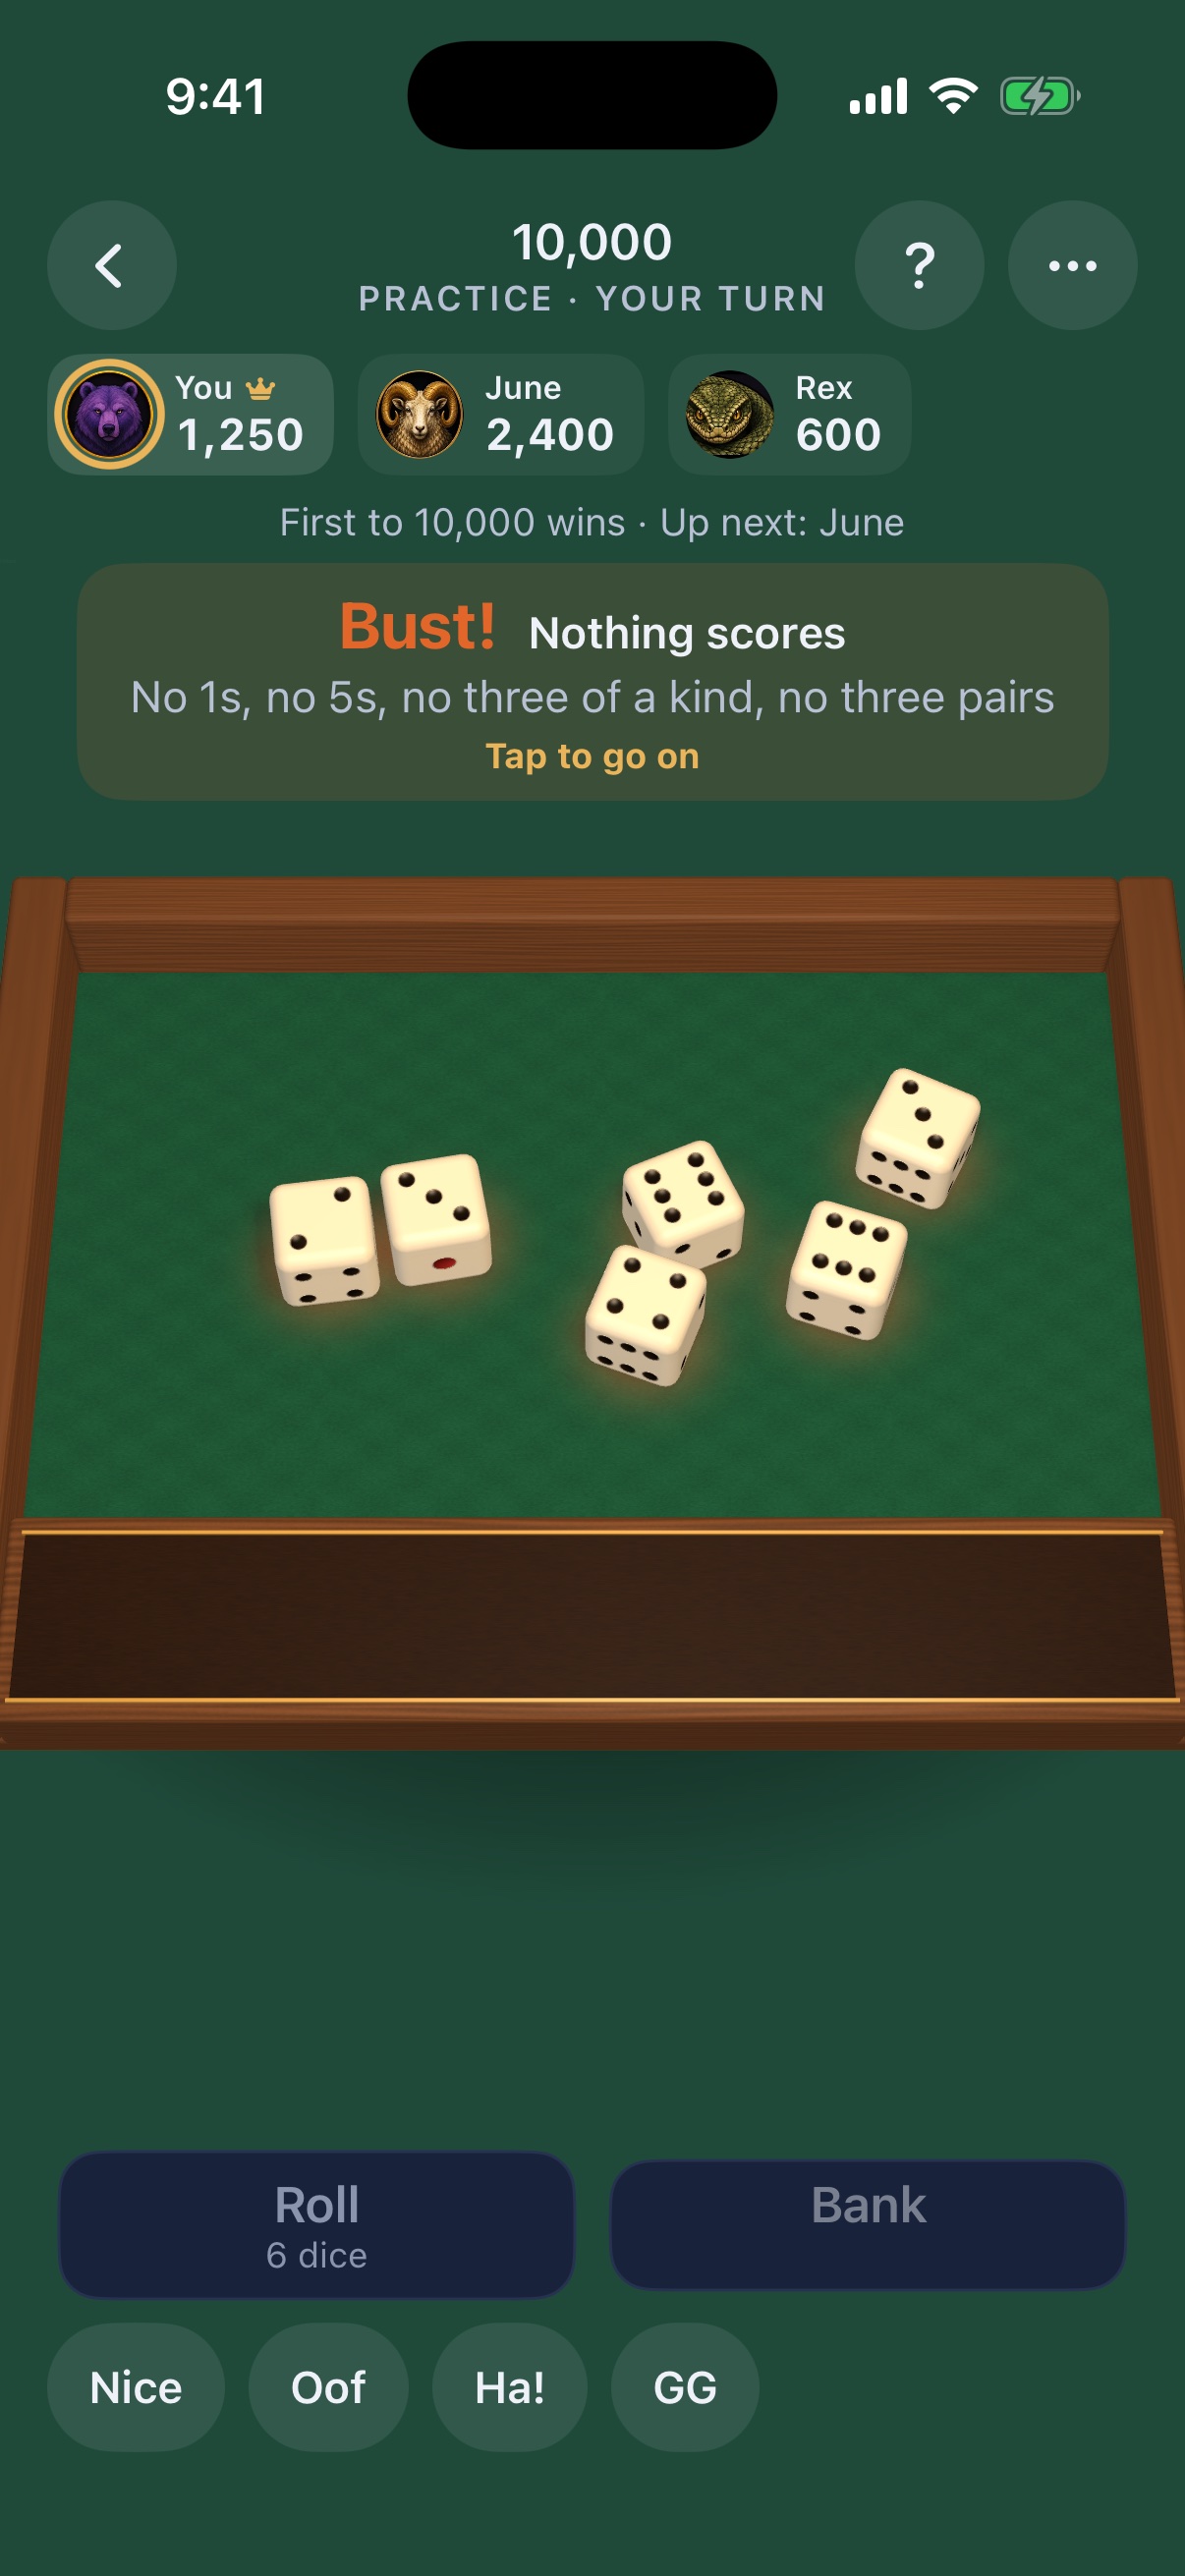 9:41
10,000
PRACTICE · YOUR TURN
?
You
1,250
June
2,400
Rex
600
First to 10,000 wins · Up next: June
Bust! Nothing scores
No 1s, no 5s, no three of a kind, no three pairs
Tap to go on
Roll
6 dice
Bank
Nice
Oof
Ha!
GG